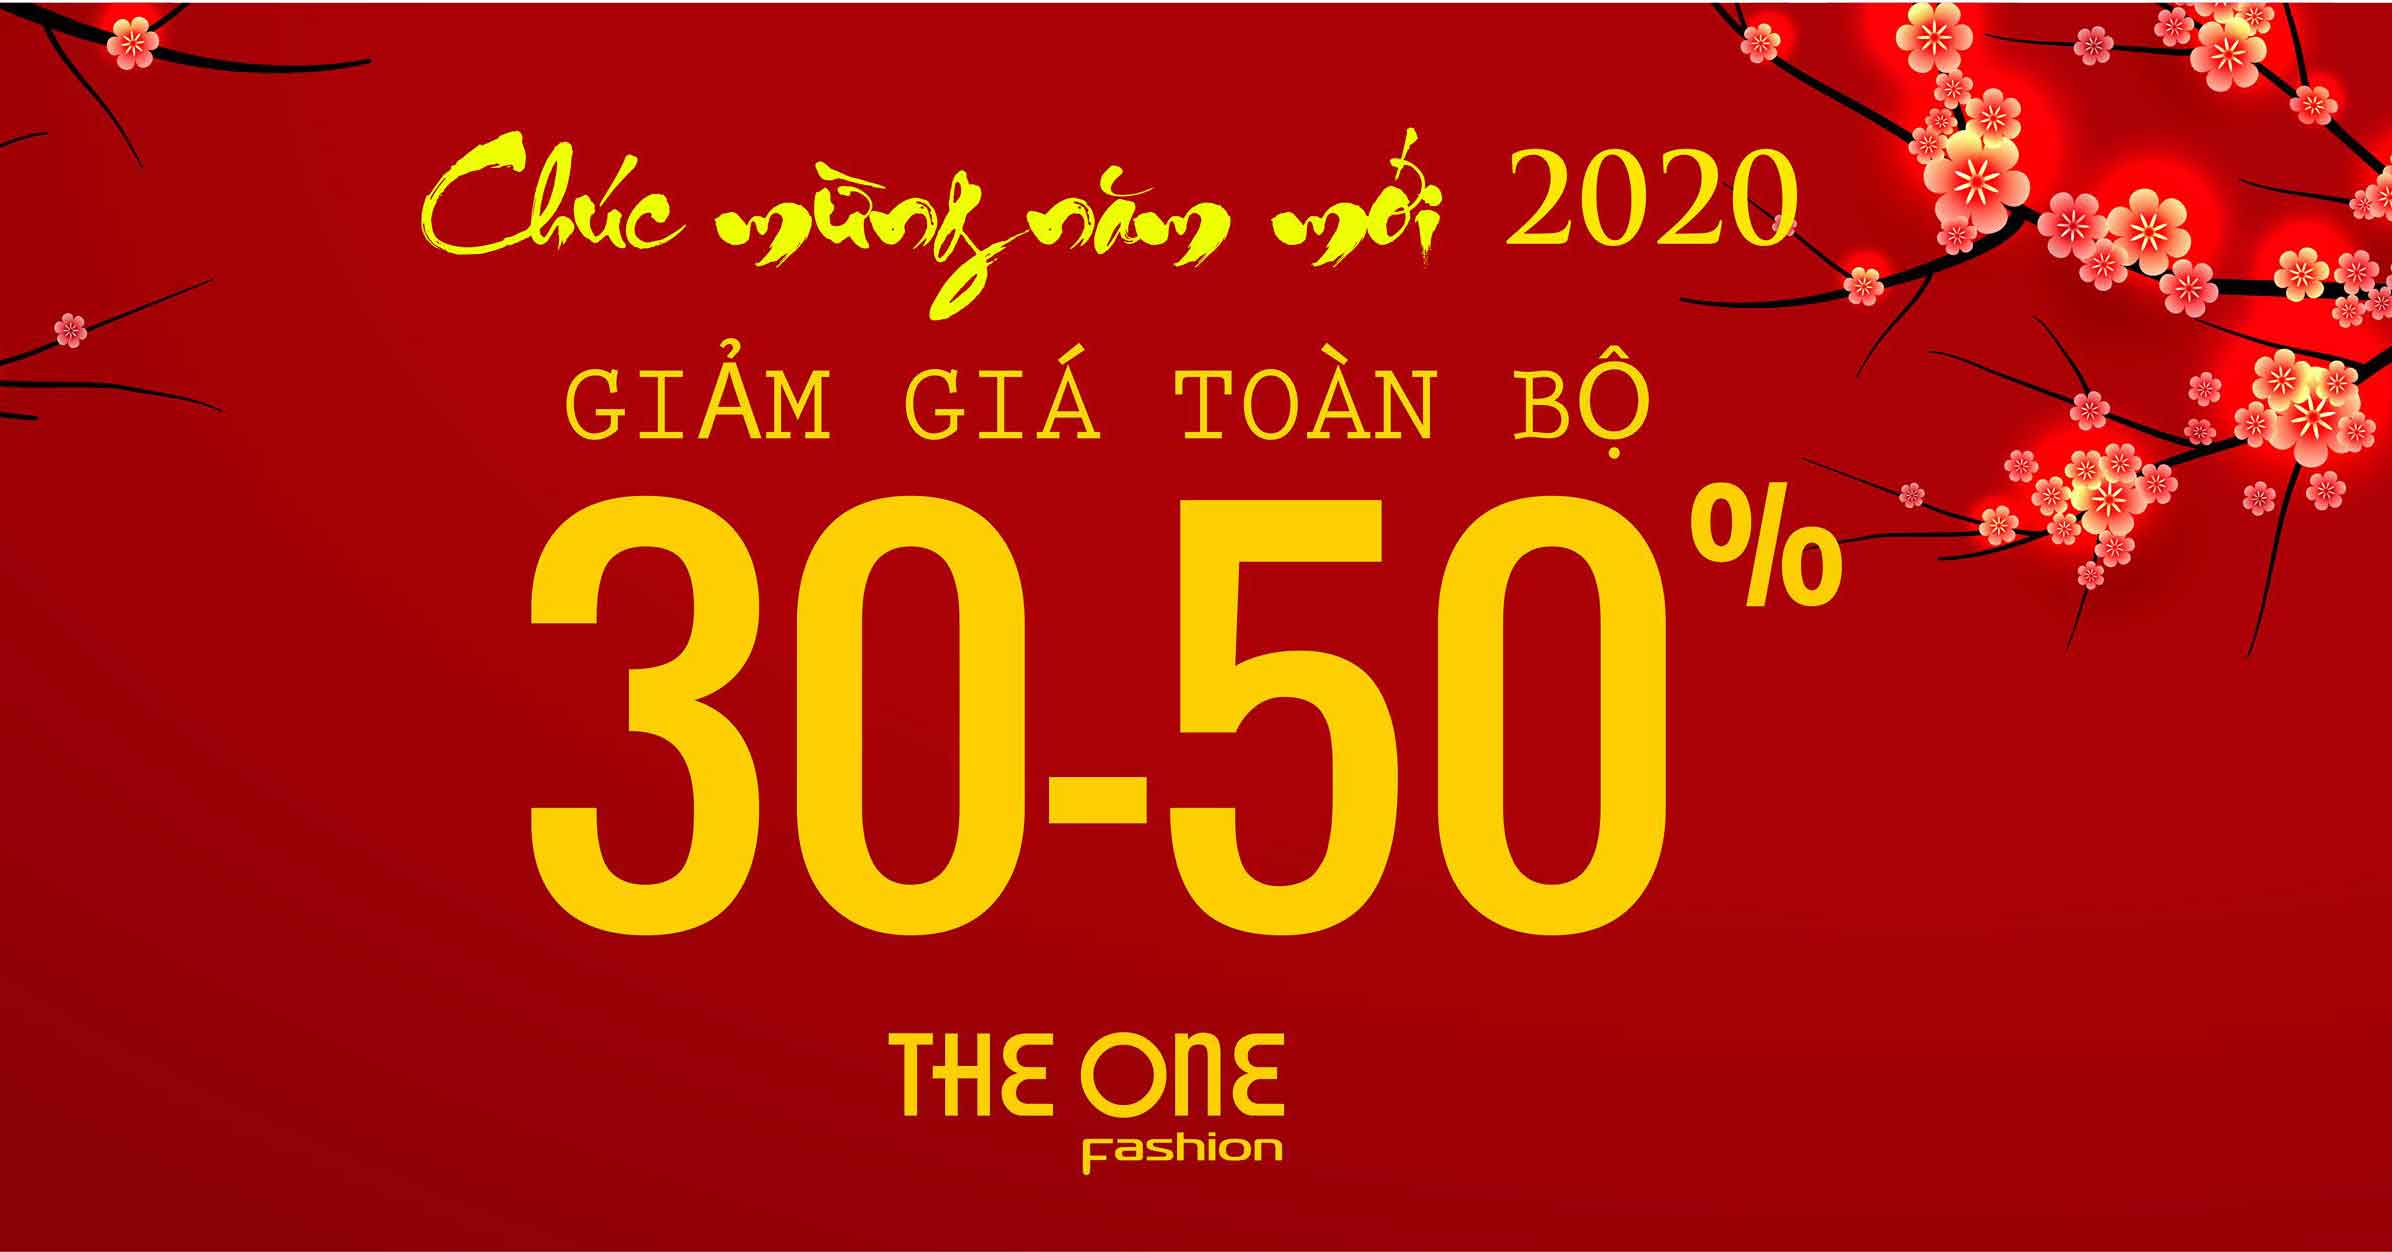 Chúc mừng năm mới 2020
GIẢM GIÁ TOÀN BỘ
30-50%
THE ONE
Fashion